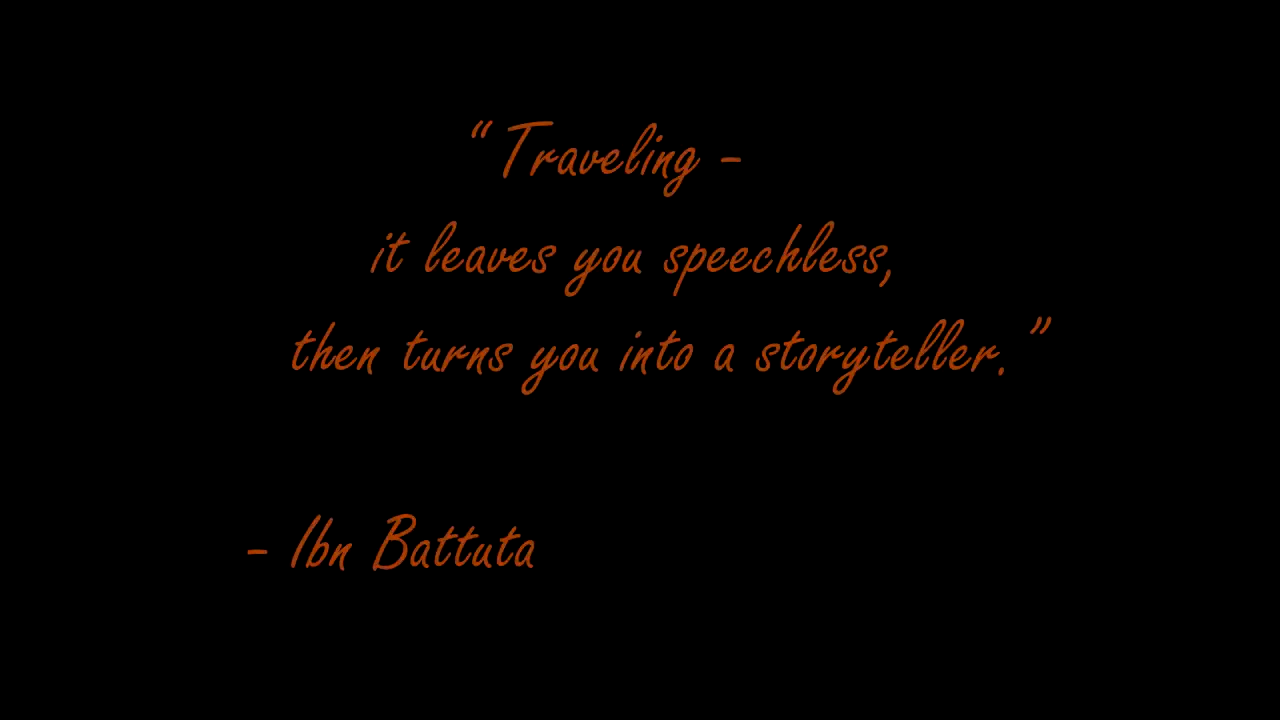 “Traveling -
it leaves you speechless,
then turns you into a storyteller.”
- Ibn Battuta